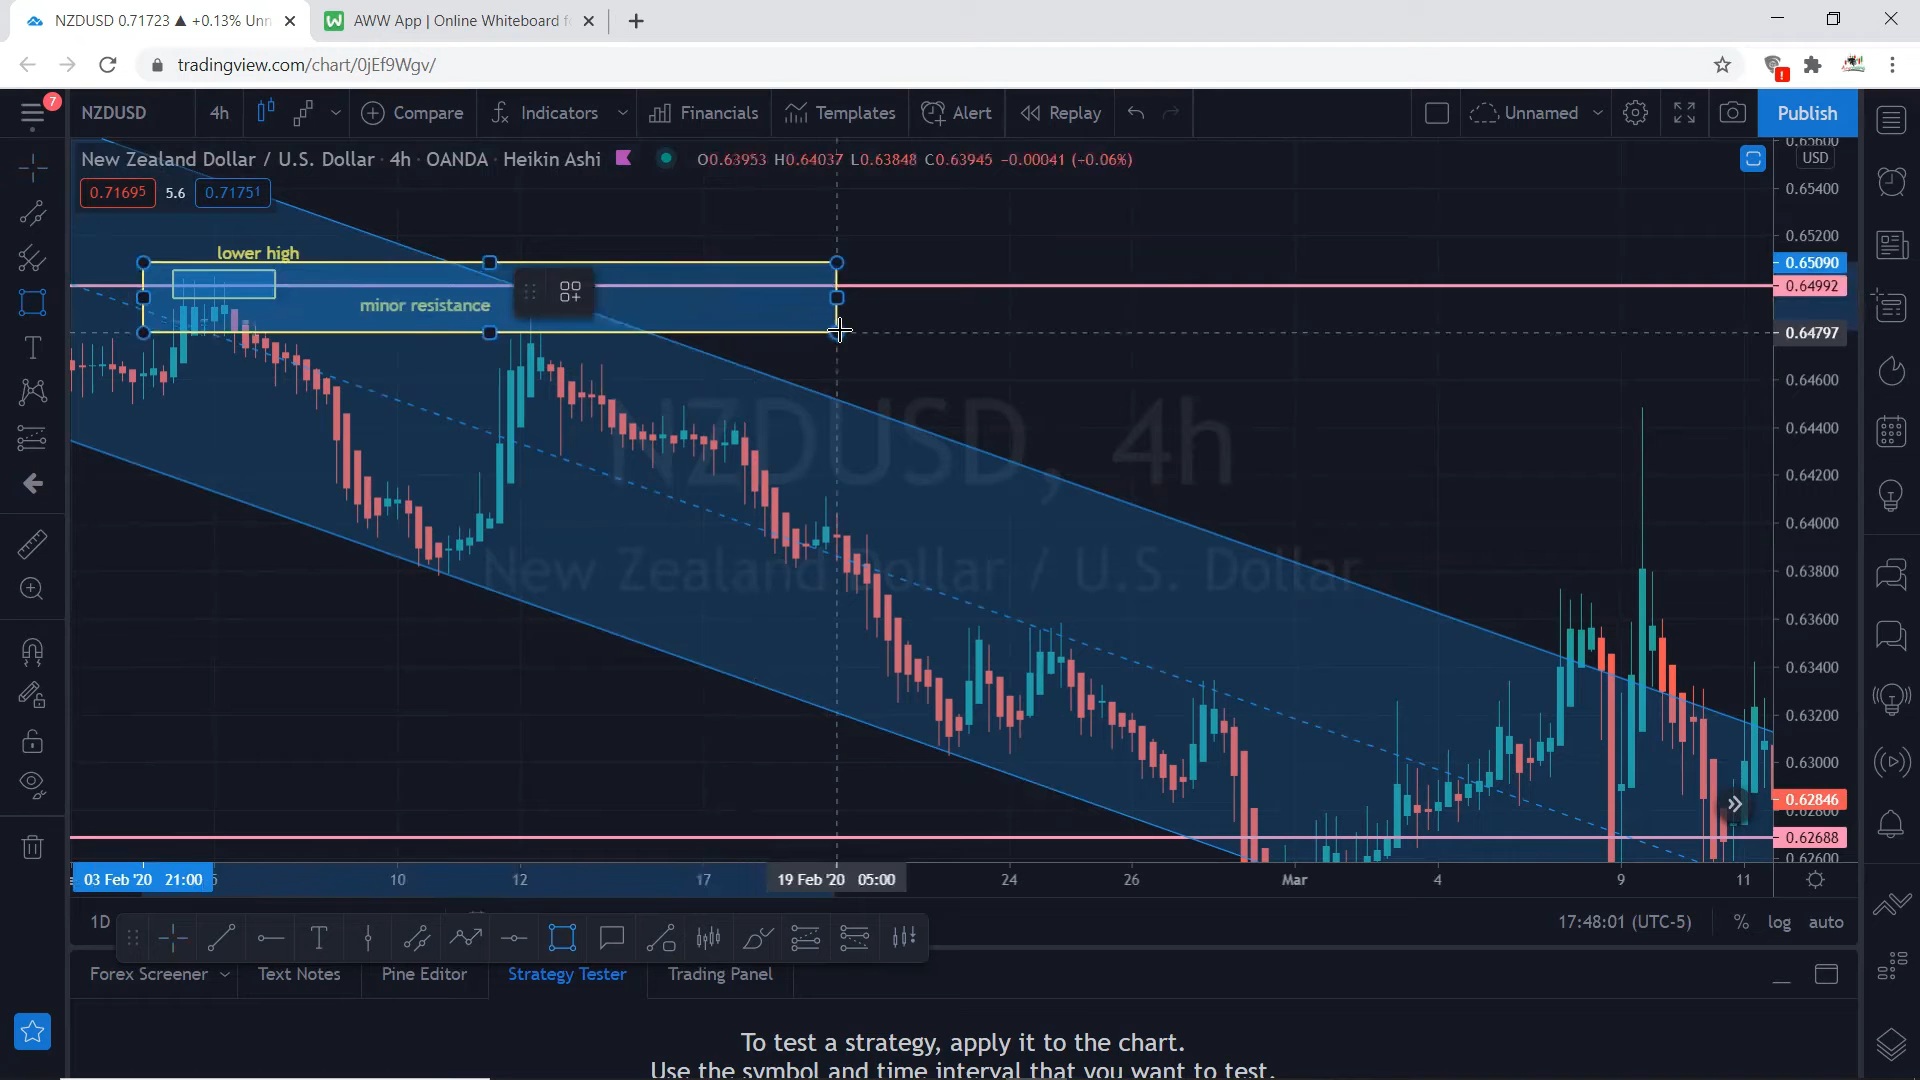 NZDUSD 0.71723 ▲ +0.13% Unn
AWW App | Online Whiteboard f
tradingview.com/chart/0jEf9Wgv/
7
NZDUSD 4h Compare Indicators Financials Templates Alert Replay Unnamed Publish
New Zealand Dollar / U.S. Dollar · 4h · OANDA · Heikin Ashi O0.63953 H0.64037 L0.63848 C0.63945 −0.00041 (−0.06%)
USD
0.71695 5.6 0.71751
0.65600
0.65400
0.65200
lower high
0.65090
0.64992
minor resistance
0.64797
0.64600
0.64400
NZDUSD, 4h
0.64200
0.64000
New Zealand Dollar / U.S. Dollar
0.63800
0.63600
0.63400
0.63200
0.63000
0.62846
0.62800
0.62688
0.62600
03 Feb '20 21:00 5 10 12 17 19 Feb '20 05:00 24 26 Mar 4 9 11
1D 17:48:01 (UTC-5) % log auto
Forex Screener Text Notes Pine Editor Strategy Tester Trading Panel
To test a strategy, apply it to the chart.
Use the symbol and time interval that you want to test.